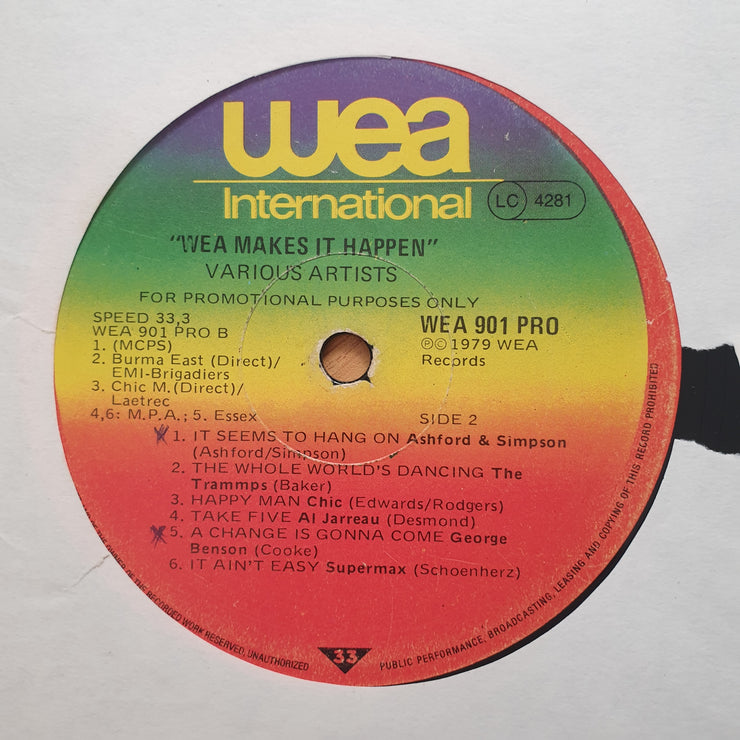 wea
International
LC 4281
"WEA MAKES IT HAPPEN"
VARIOUS ARTISTS
FOR PROMOTIONAL PURPOSES ONLY
SPEED 33,3
WEA 901 PRO B
1. (MCPS)
2. Burma East (Direct)/
EMI-Brigadiers
3. Chic M. (Direct)/
Laetrec
4,6: M.P.A.; 5. Essex
WEA 901 PRO
℗© 1979 WEA
Records
SIDE 2
1. IT SEEMS TO HANG ON Ashford & Simpson
(Ashford/Simpson)
2. THE WHOLE WORLD'S DANCING The
Trammps (Baker)
3. HAPPY MAN Chic (Edwards/Rodgers)
4. TAKE FIVE Al Jarreau (Desmond)
5. A CHANGE IS GONNA COME George
Benson (Cooke)
6. IT AIN'T EASY Supermax (Schoenherz)
OF THE RECORDED WORK RESERVED, UNAUTHORIZED
33
PUBLIC PERFORMANCE, BROADCASTING, LEASING AND COPYING OF THIS RECORD PROHIBITED